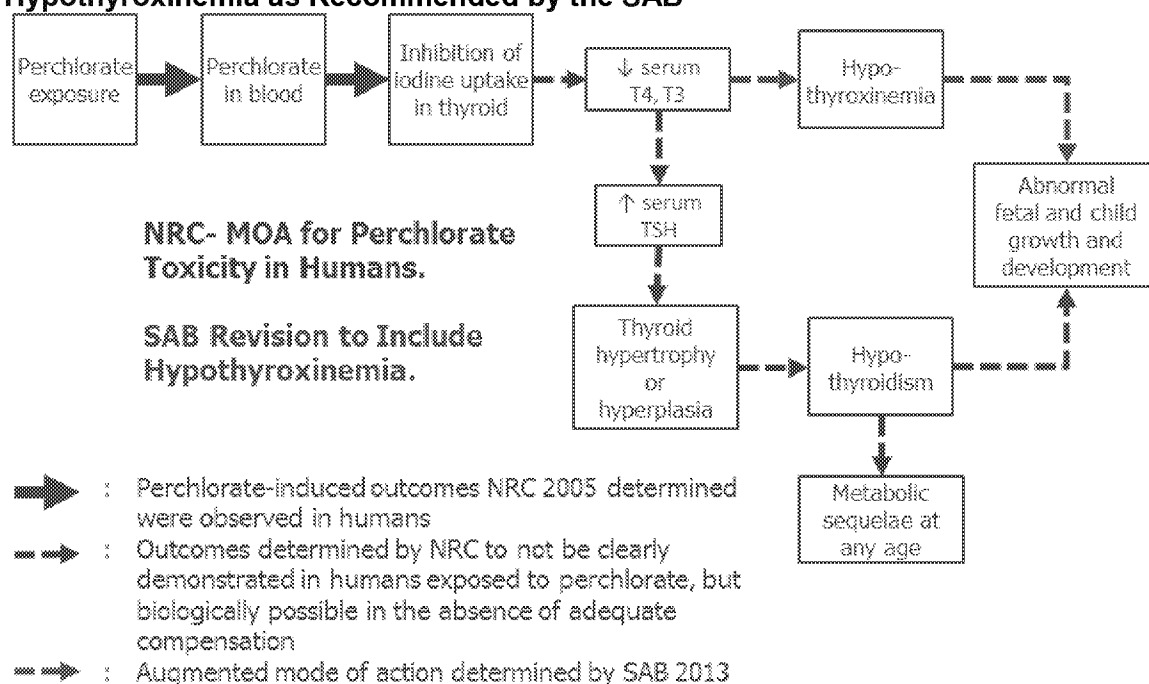 Hypothyroxinemia as Recommended by the SAB
Perchlorate
exposure
Perchlorate
in blood
Inhibition of
iodine uptake
in thyroid
↓ serum
T4, T3
Hypo-
thyroxinemia
↑ serum
TSH
Abnormal
fetal and child
growth and
development
NRC- MOA for Perchlorate
Toxicity in Humans.
SAB Revision to Include
Hypothyroxinemia.
Thyroid
hypertrophy
or
hyperplasia
Hypo-
thyroidism
Metabolic
sequelae at
any age
: Perchlorate-induced outcomes NRC 2005 determined
were observed in humans
: Outcomes determined by NRC to not be clearly
demonstrated in humans exposed to perchlorate, but
biologically possible in the absence of adequate
compensation
: Augmented mode of action determined by SAB 2013